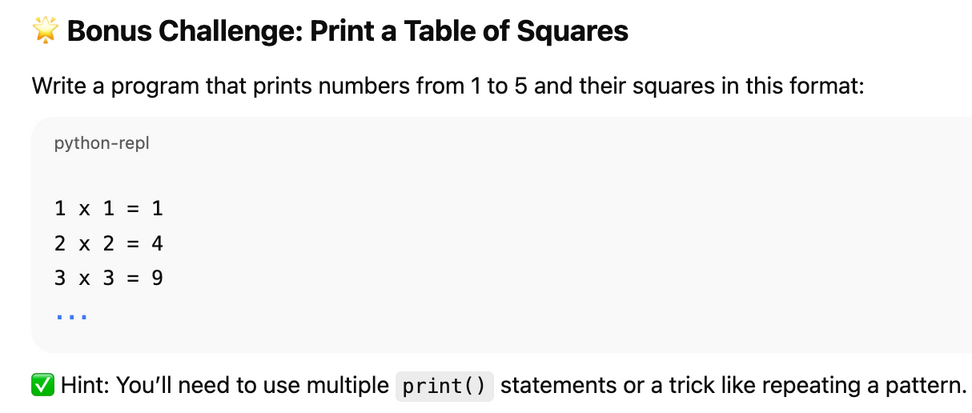 🌟 Bonus Challenge: Print a Table of Squares
Write a program that prints numbers from 1 to 5 and their squares in this format:
python-repl
1 x 1 = 1
2 x 2 = 4
3 x 3 = 9
...
✅ Hint: You’ll need to use multiple print() statements or a trick like repeating a pattern.